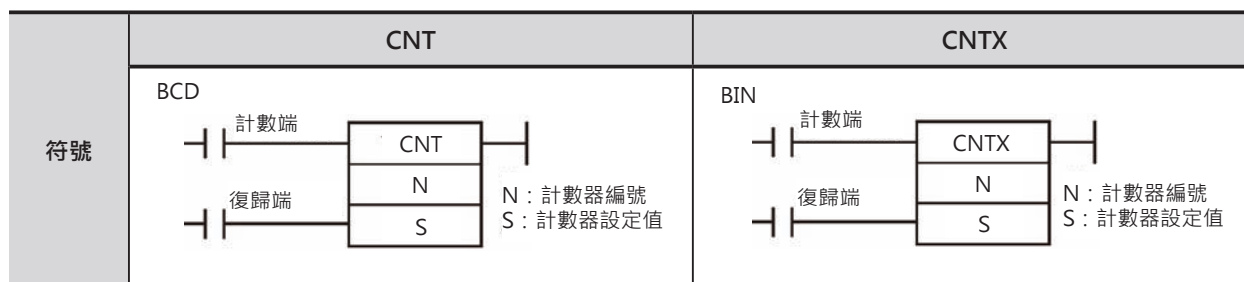 CNT
CNTX
符號
BCD
計數端
CNT
N
復歸端
S
N：計數器編號
S：計數器設定值
BIN
計數端
CNTX
N
復歸端
S
N：計數器編號
S：計數器設定值